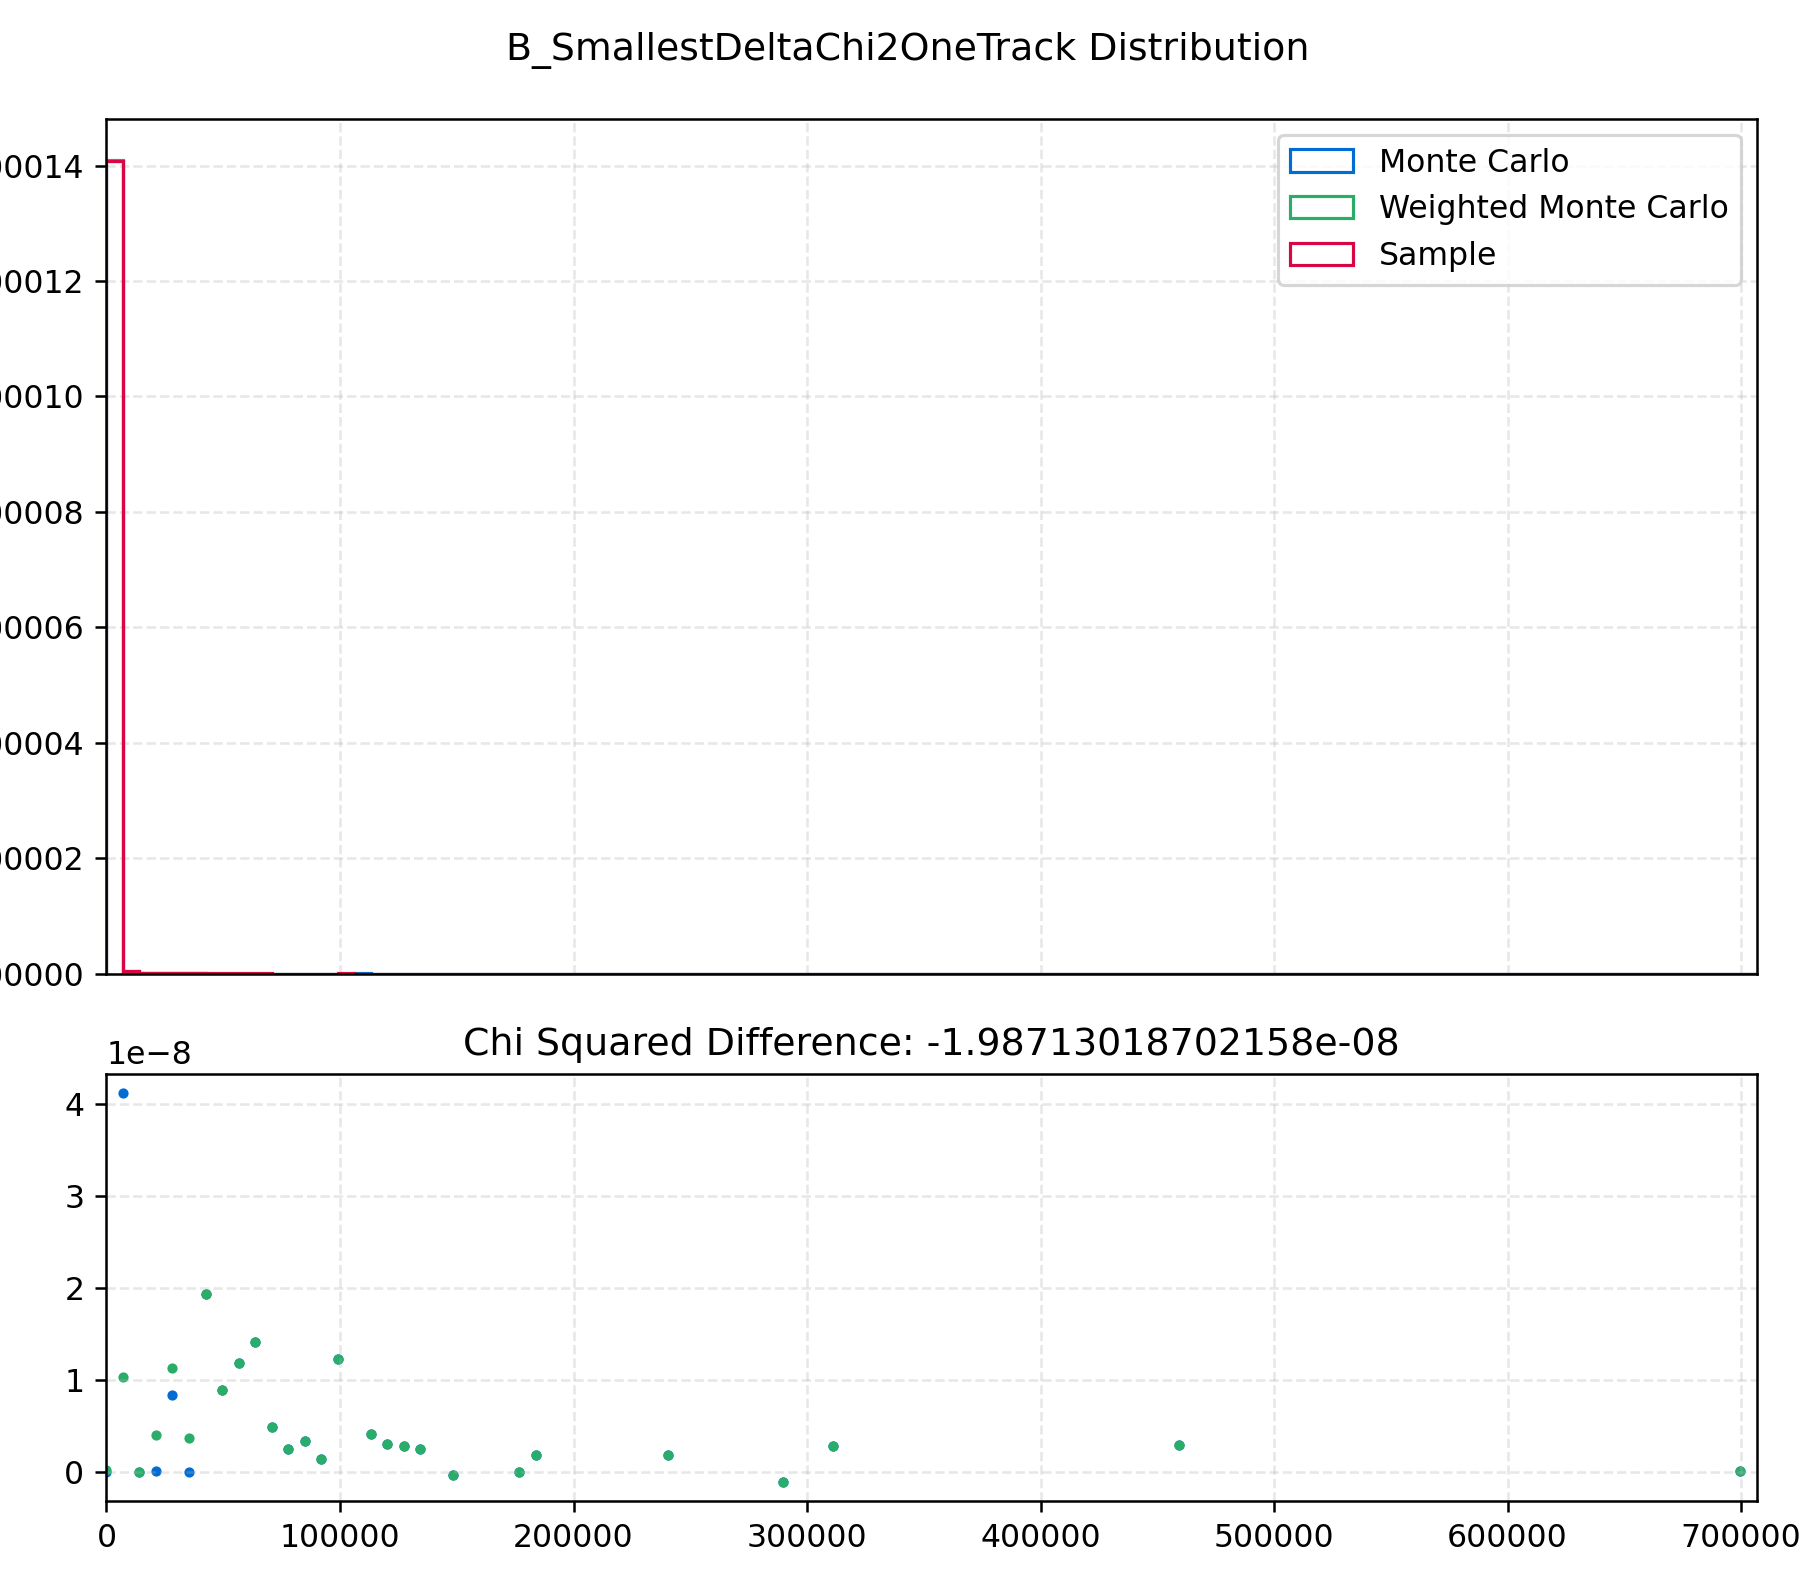 B_SmallestDeltaChi2OneTrack Distribution
00014
00012
00010
00008
00006
00004
00002
00000
Monte Carlo
Weighted Monte Carlo
Sample
Chi Squared Difference: -1.98713018702158e-08
1e−8
4
3
2
1
0
0 100000 200000 300000 400000 500000 600000 700000